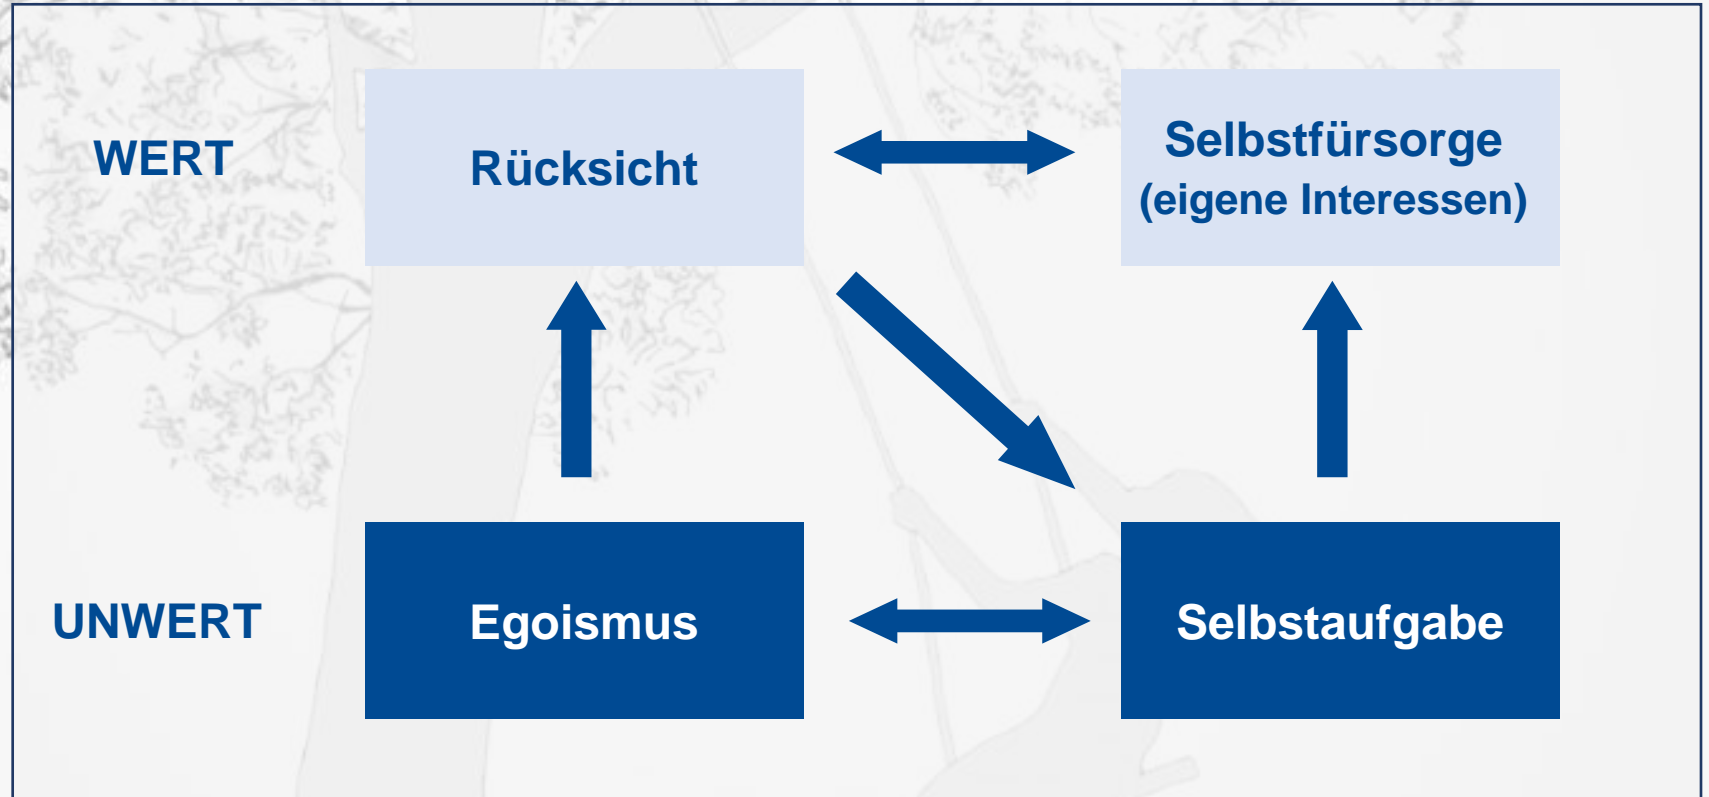 WERT
Rücksicht
Selbstfürsorge
(eigene Interessen)
UNWERT
Egoismus
Selbstaufgabe